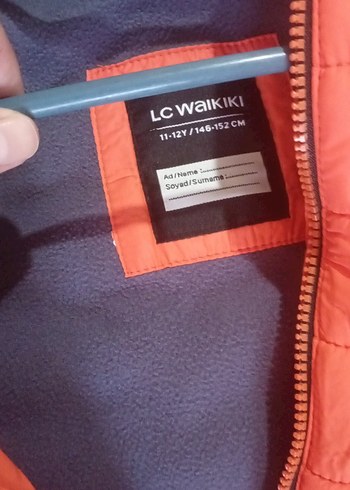 LC WAIKIKI
11-12Y / 146-152 CM
Ad/Name :
Soyad/Surname :